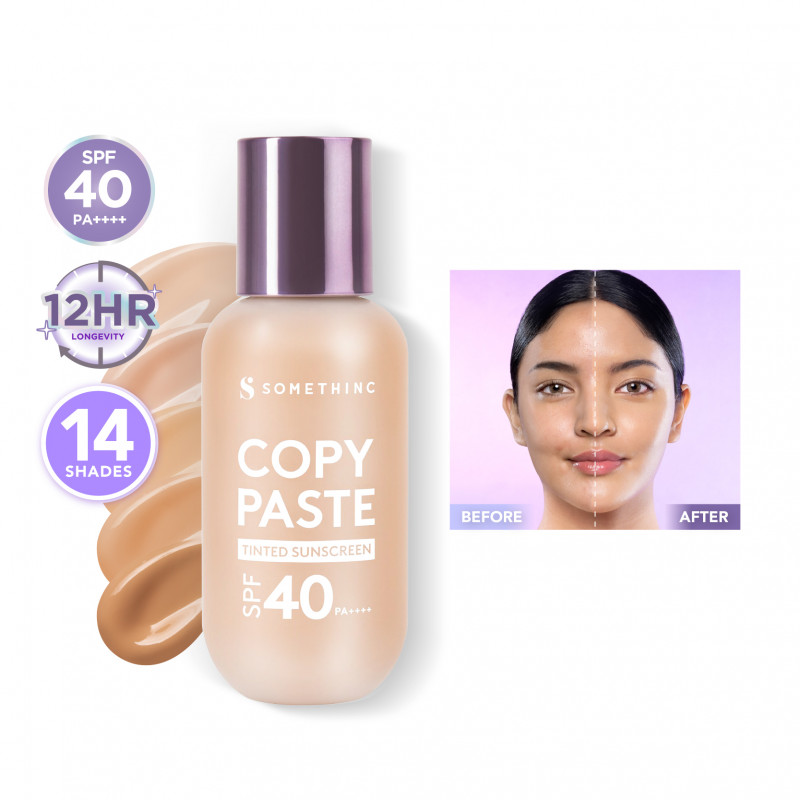 SPF
40
PA++++
12HR
LONGEVITY
14
SHADES
SOMETHINC
COPY
PASTE
TINTED SUNSCREEN
SPF 40 PA++++
BEFORE
AFTER